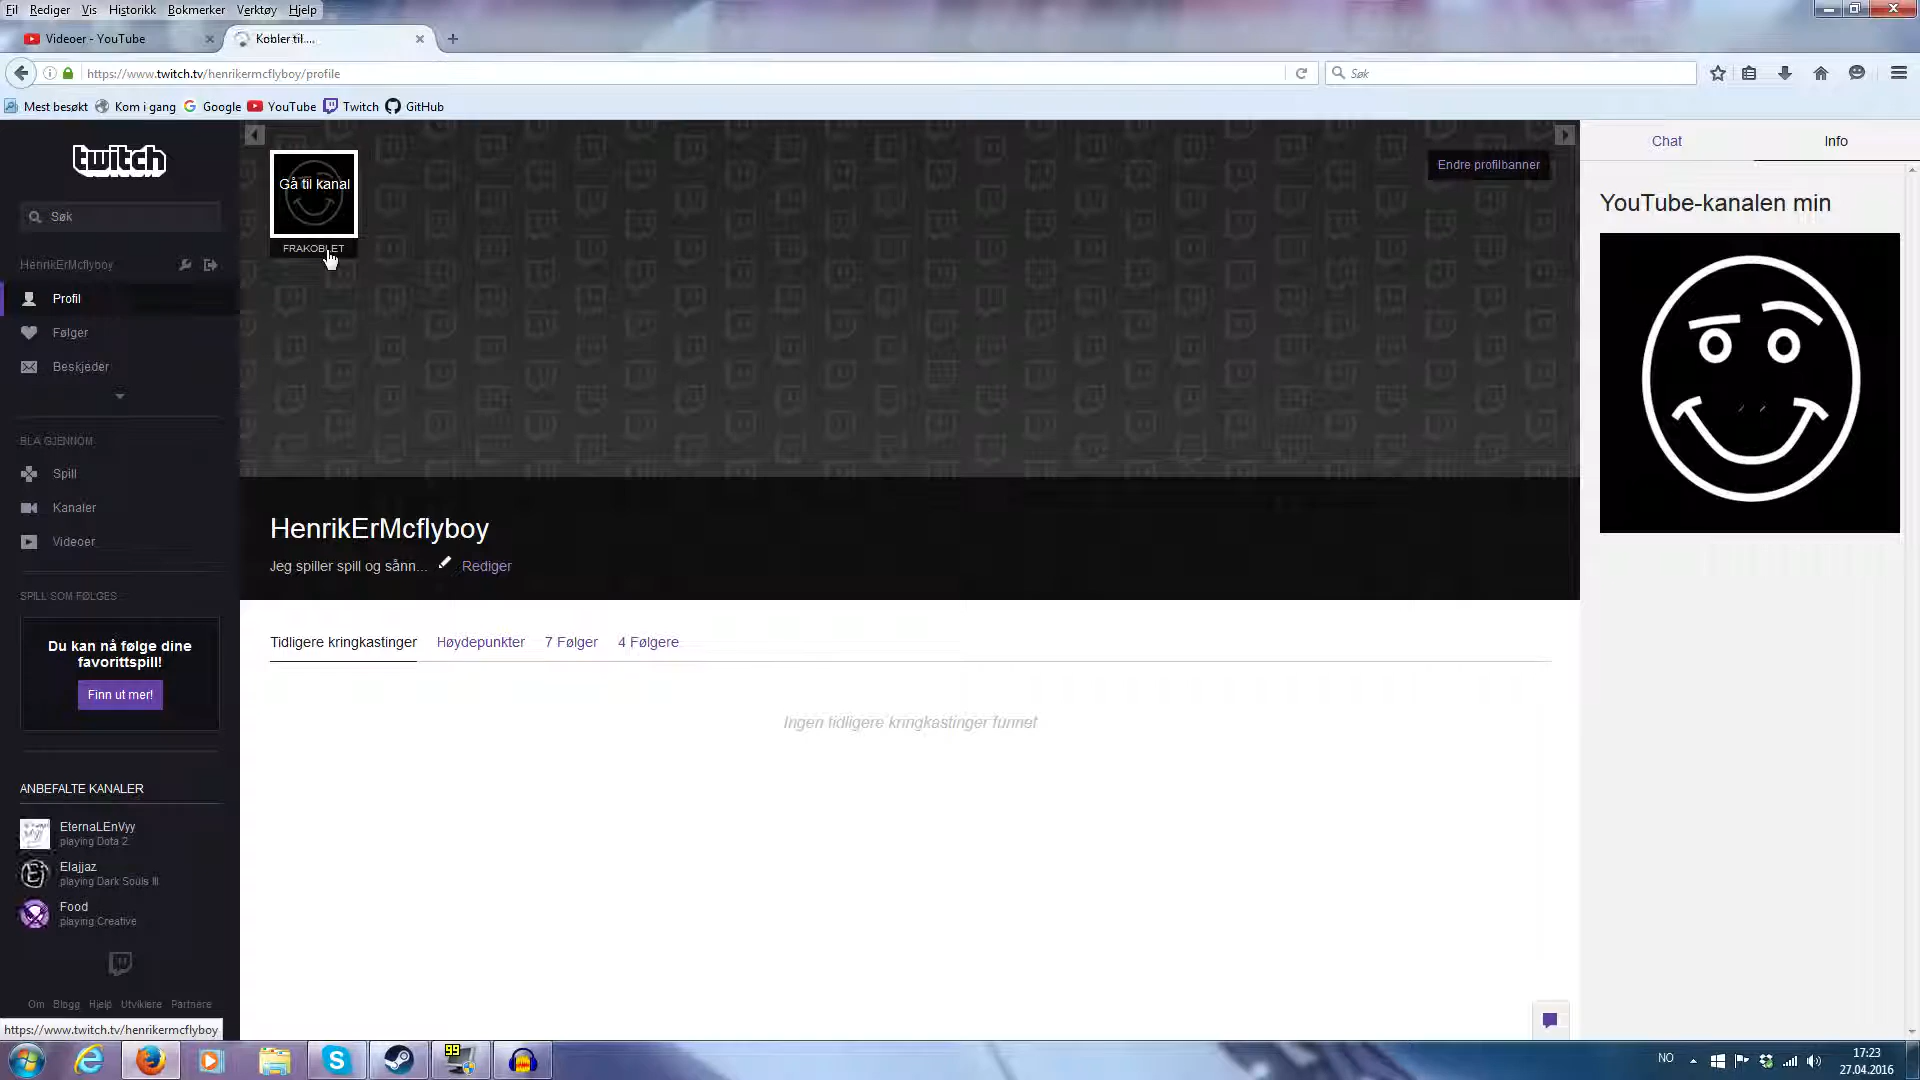 Fil Rediger Vis Historikk Bokmerker Verktøy Hjelp
Videoer - YouTube
Kobler til....
https://www.twitch.tv/henrikermcflyboy/profile
Søk
Mest besøkt Kom i gang Google YouTube Twitch GitHub
twitch
Søk
HenrikErMcflyboy
Profil
Følger
Beskjeder
BLA GJENNOM
Spill
Kanaler
Videoer
SPILL SOM FØLGES
Du kan nå følge dine
favorittspill!
Finn ut mer!
ANBEFALTE KANALER
EternaLEnVyy
playing Dota 2
Elajjaz
playing Dark Souls III
Food
playing Creative
Om Blogg Hjelp Utviklere Partnere
https://www.twitch.tv/henrikermcflyboy
Gå til kanal
FRAKOBLET
Endre profilbanner
HenrikErMcflyboy
Jeg spiller spill og sånn... Rediger
Tidligere kringkastinger Høydepunkter 7 Følger 4 Følgere
Ingen tidligere kringkastinger funnet
Chat Info
YouTube-kanalen min
99
NO
17:23
27.04.2016